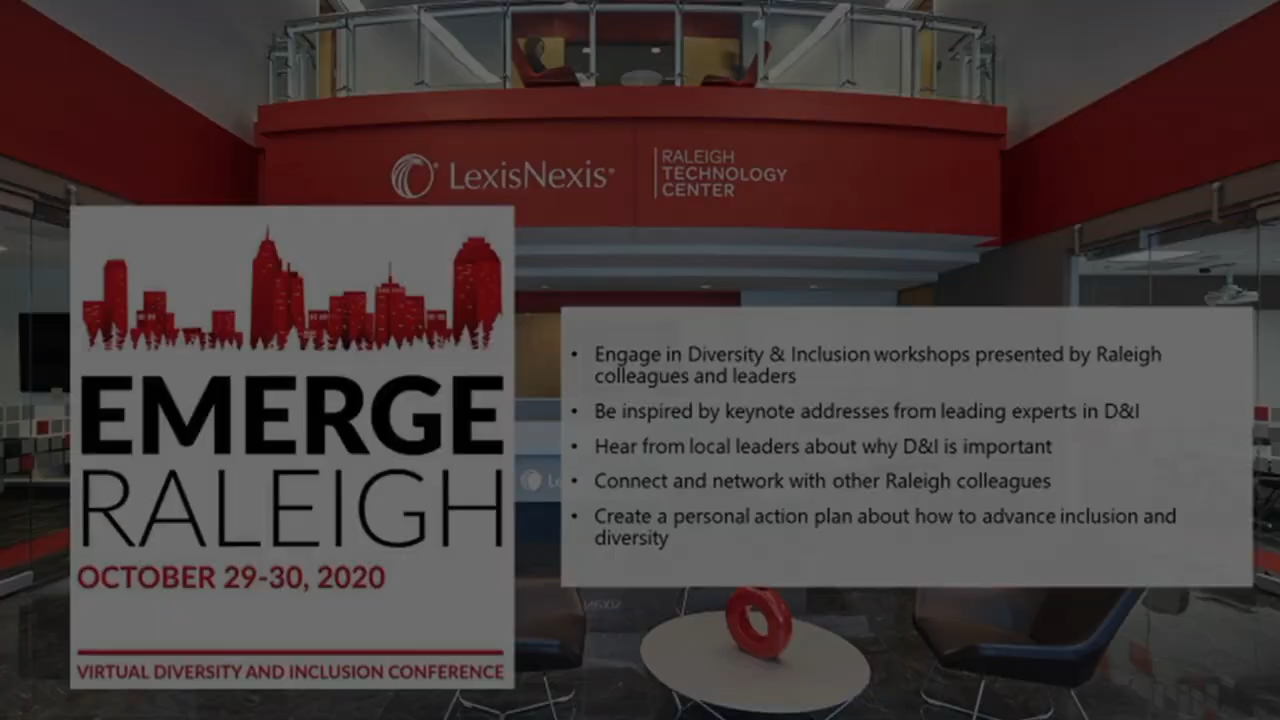 LexisNexis®
RALEIGH
TECHNOLOGY
CENTER
EMERGE
RALEIGH
OCTOBER 29-30, 2020
VIRTUAL DIVERSITY AND INCLUSION CONFERENCE
• Engage in Diversity & Inclusion workshops presented by Raleigh
colleagues and leaders
• Be inspired by keynote addresses from leading experts in D&I
• Hear from local leaders about why D&I is important
• Connect and network with other Raleigh colleagues
• Create a personal action plan about how to advance inclusion and
diversity